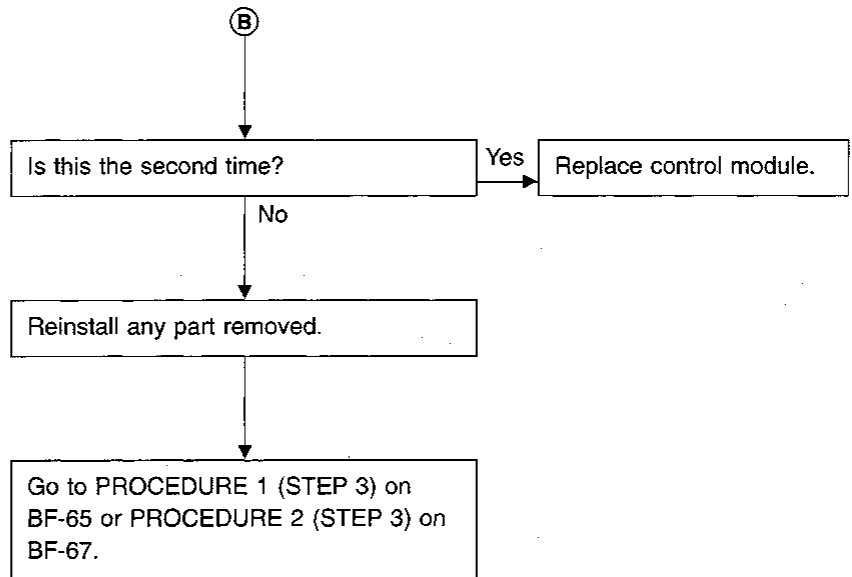 B
Is this the second time?
Yes
Replace control module.
No
Reinstall any part removed.
Go to PROCEDURE 1 (STEP 3) on
BF-65 or PROCEDURE 2 (STEP 3) on
BF-67.